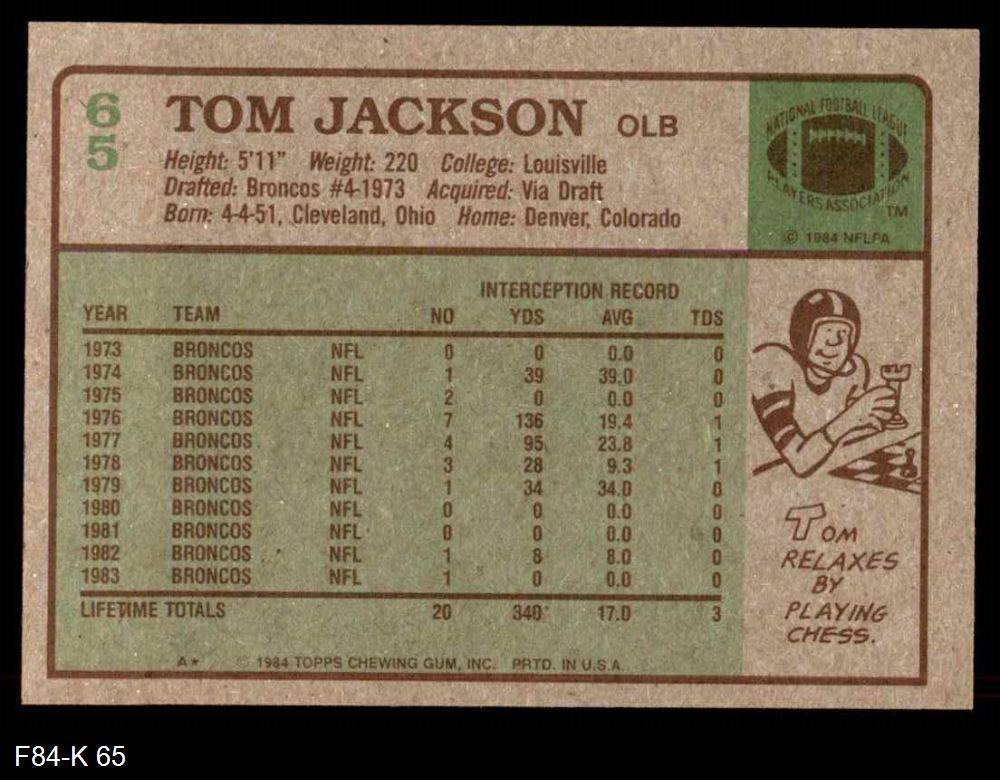 65
TOM JACKSON OLB
Height: 5'11" Weight: 220 College: Louisville
Drafted: Broncos #4-1973 Acquired: Via Draft
Born: 4-4-51, Cleveland, Ohio Home: Denver, Colorado
NATIONAL FOOTBALL LEAGUE
PLAYERS ASSOCIATION
TM
© 1984 NFLPA
INTERCEPTION RECORD
YEAR TEAM NO YDS AVG TDS
1973 BRONCOS NFL 0 0 0.0 0
1974 BRONCOS NFL 1 39 39.0 0
1975 BRONCOS NFL 2 0 0.0 0
1976 BRONCOS NFL 7 136 19.4 1
1977 BRONCOS NFL 4 95 23.8 1
1978 BRONCOS NFL 3 28 9.3 1
1979 BRONCOS NFL 1 34 34.0 0
1980 BRONCOS NFL 0 0 0.0 0
1981 BRONCOS NFL 0 0 0.0 0
1982 BRONCOS NFL 1 8 8.0 0
1983 BRONCOS NFL 1 0 0.0 0
LIFETIME TOTALS 20 340 17.0 3
A* © 1984 TOPPS CHEWING GUM, INC. PRTD. IN U.S.A.
TOM
RELAXES
BY
PLAYING
CHESS.
F84-K 65